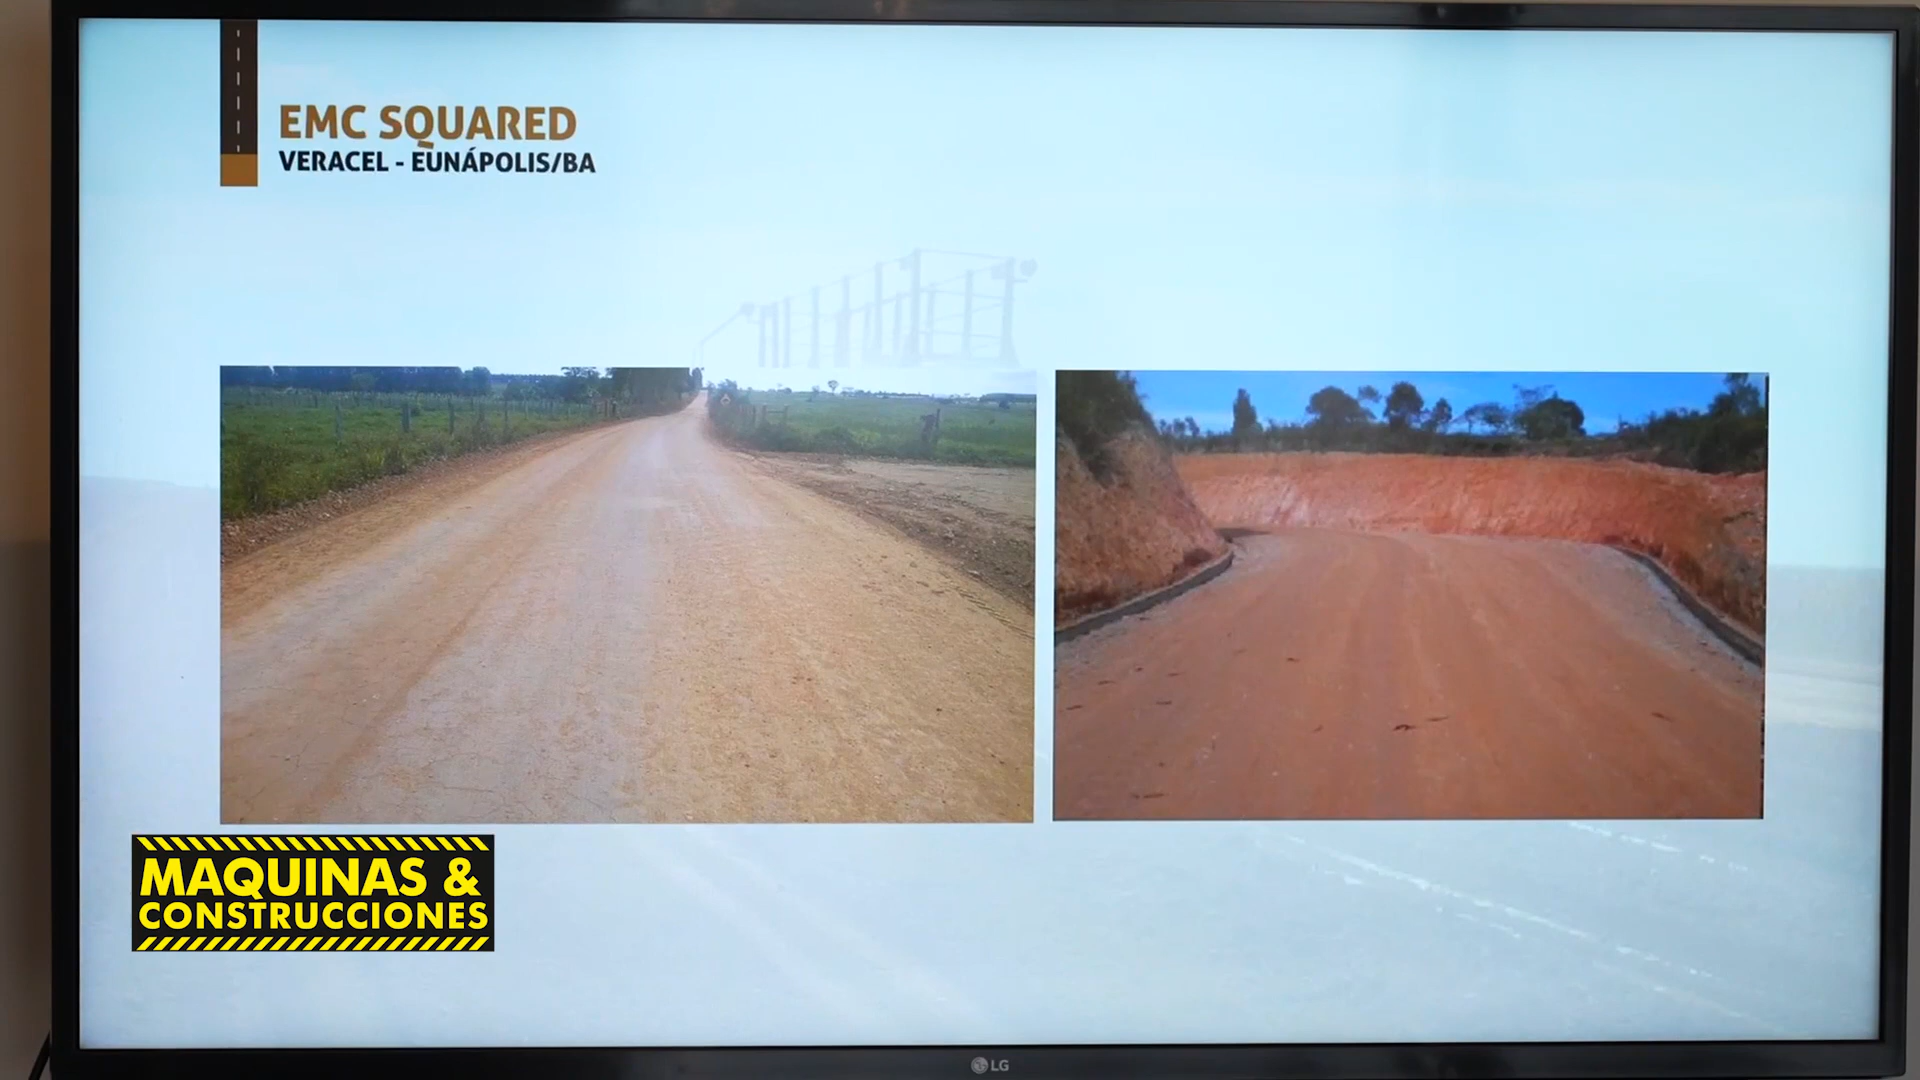 EMC SQUARED
VERACEL - EUNÁPOLIS/BA
MAQUINAS &
CONSTRUCCIONES
LG